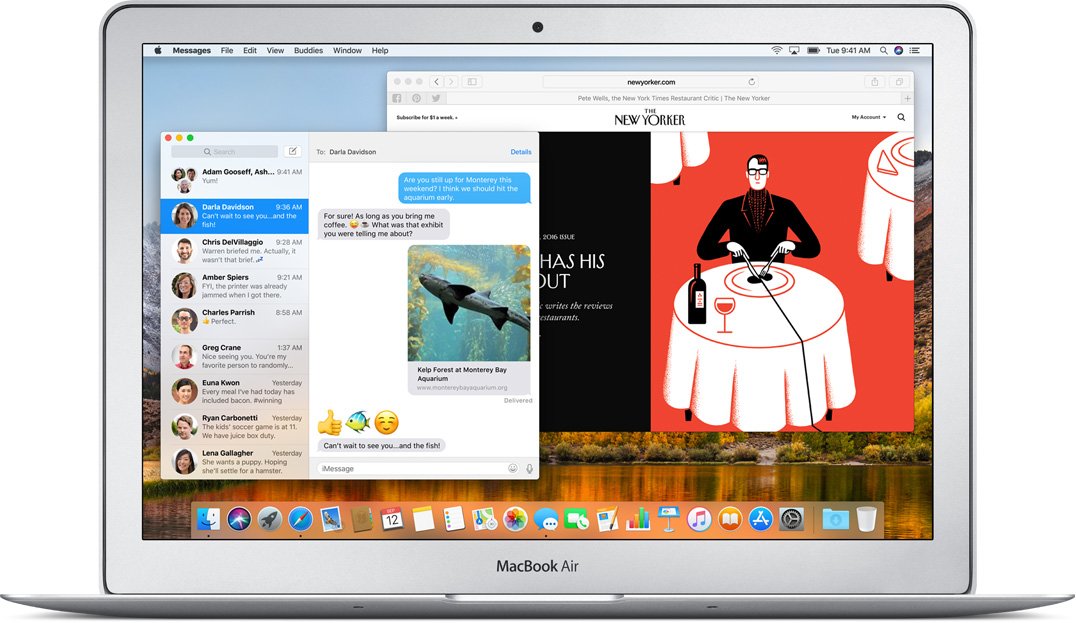 Messages File Edit View Buddies Window Help
Tue 9:41 AM
newyorker.com
Pete Wells, the New York Times Restaurant Critic | The New Yorker
Subscribe for $1 a week. »
THE
NEW YORKER
My Account
Search
To: Darla Davidson
Details
Adam Gooseff, Ash... 9:41 AM
Yum!
Darla Davidson 9:36 AM
Can't wait to see you...and the
fish!
Chris DelVillaggio 9:28 AM
Warren briefed me. Actually, it
wasn't that brief. 💤
Amber Spiers 9:21 AM
FYI, the printer was already
jammed when I got there.
Charles Parrish 8:58 AM
👍 Perfect.
Greg Crane 1:37 AM
Nice seeing you. You're my
favorite person to randomly...
Euna Kwon Yesterday
Every meal I've had today has
included bacon. #winning
Ryan Carbonetti Yesterday
The kids' soccer game is at 11.
We have juice box duty.
Lena Gallagher Yesterday
She wants a puppy. Hoping
she'll settle for a hamster.
Are you still up for Monterey this
weekend? I think we should hit the
aquarium early.
For sure! As long as you bring me
coffee. 😜 ☕ What was that exhibit
you were telling me about?
Kelp Forest at Monterey Bay
Aquarium
www.montereybayaquarium.org
Delivered
👍🐠☺️
Can't wait to see you...and the fish!
iMessage
, 2016 ISSUE
HAS HIS
OUT
writes the reviews
restaurants.
SEP
12
MacBook Air